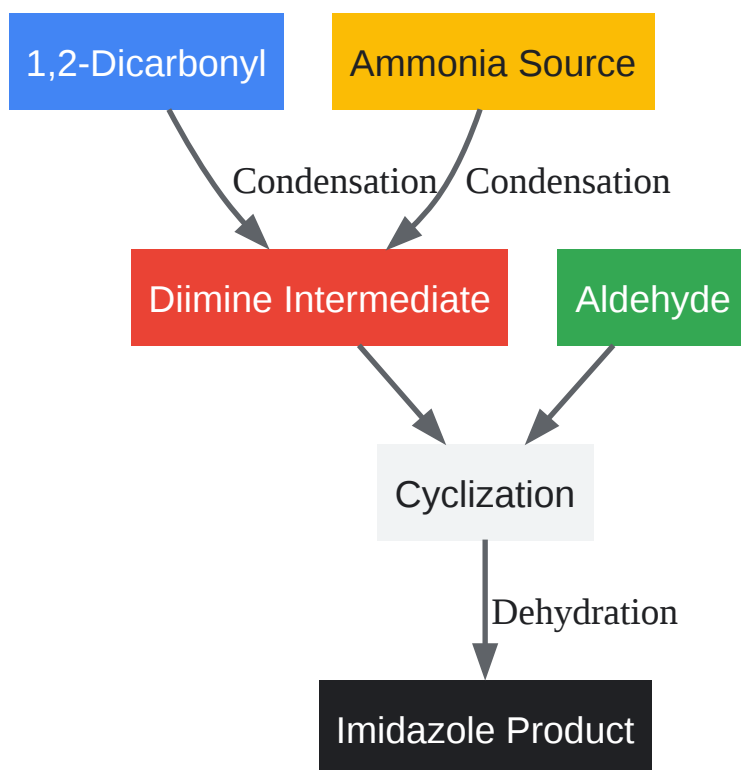 1,2-Dicarbonyl
Ammonia Source
Condensation
Condensation
Diimine Intermediate
Aldehyde
Cyclization
Dehydration
Imidazole Product